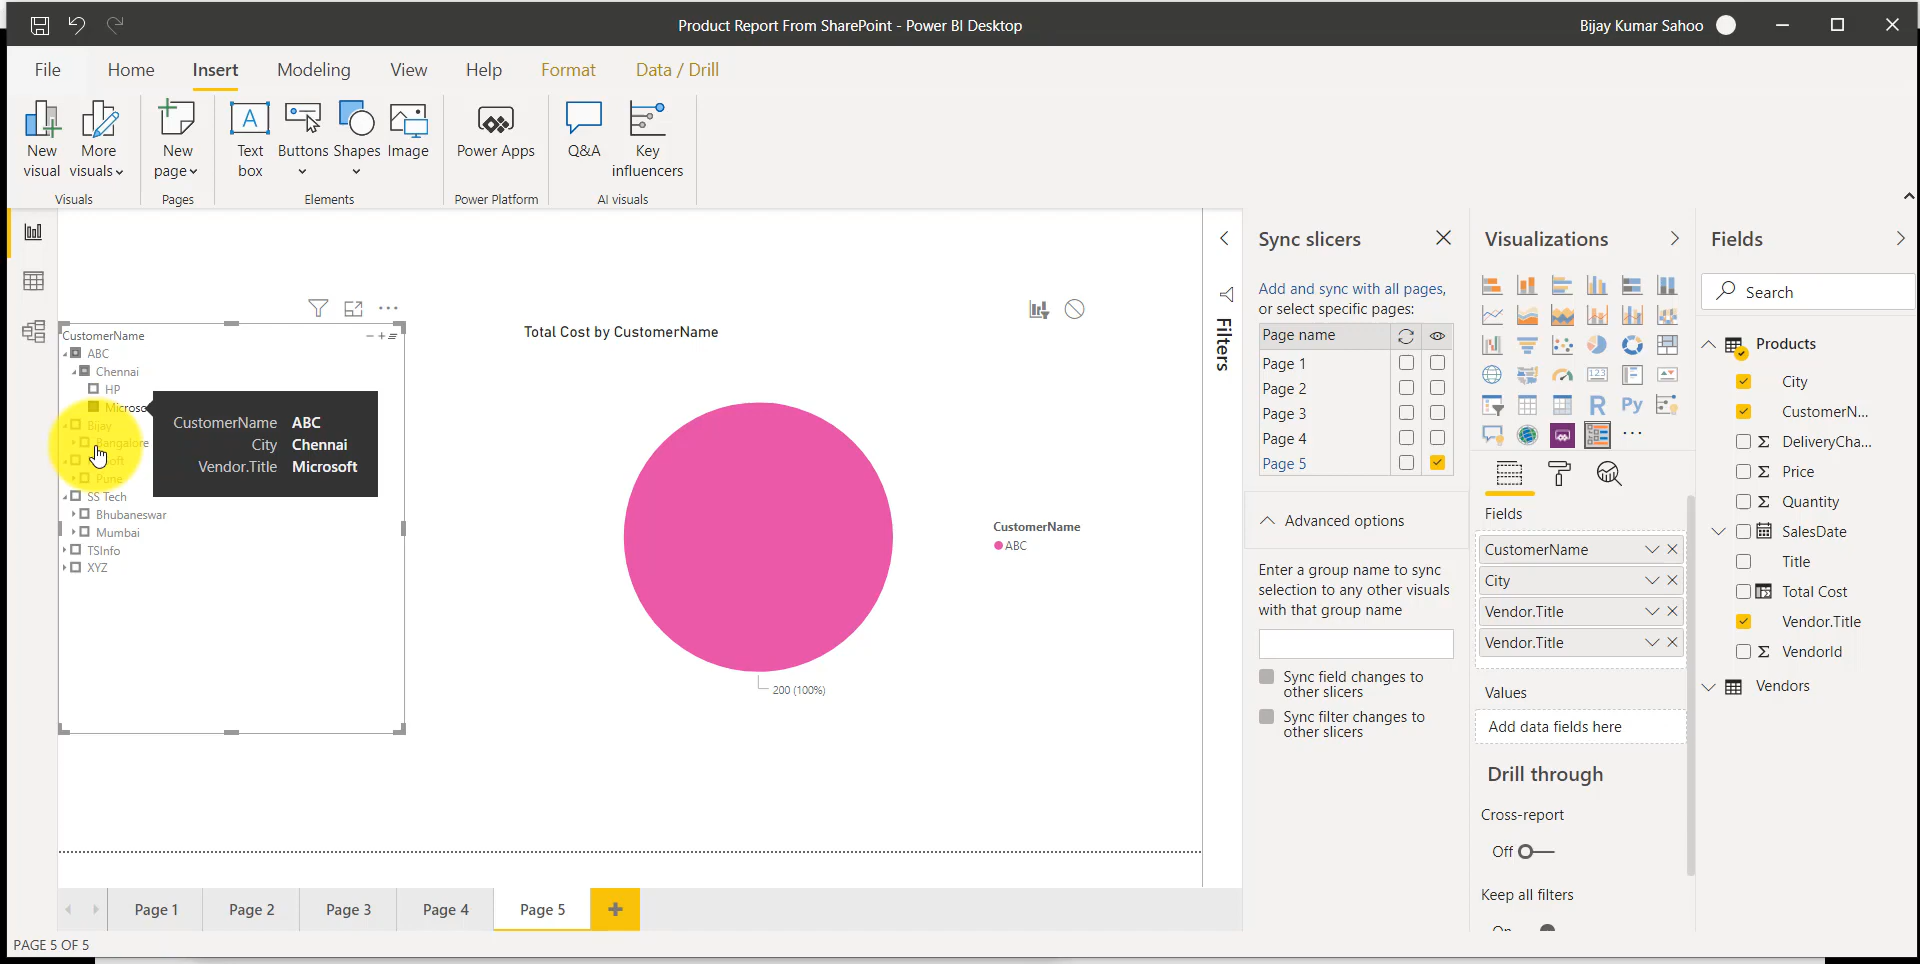 Product Report From SharePoint - Power BI Desktop
Bijay Kumar Sahoo
File
Home
Insert
Modeling
View
Help
Format
Data / Drill
New visual
More visuals
New page
Text box
Buttons
Shapes
Image
Power Apps
Q&A
Key influencers
Visuals
Pages
Elements
Power Platform
AI visuals
CustomerName
ABC
Chennai
HP
Microso
Bijay
Bangalore
Pune
SS Tech
Bhubaneswar
Mumbai
TSInfo
XYZ
CustomerName ABC
City Chennai
Vendor.Title Microsoft
Total Cost by CustomerName
200 (100%)
CustomerName
ABC
Filters
Sync slicers
Add and sync with all pages,
or select specific pages:
Page name
Page 1
Page 2
Page 3
Page 4
Page 5
Advanced options
Enter a group name to sync
selection to any other visuals
with that group name
Sync field changes to
other slicers
Sync filter changes to
other slicers
Visualizations
R
Py
Fields
CustomerName
City
Vendor.Title
Vendor.Title
Values
Add data fields here
Drill through
Cross-report
Off
Keep all filters
On
Fields
Search
Products
City
CustomerN...
DeliveryCha...
Price
Quantity
SalesDate
Title
Total Cost
Vendor.Title
VendorId
Vendors
Page 1
Page 2
Page 3
Page 4
Page 5
PAGE 5 OF 5